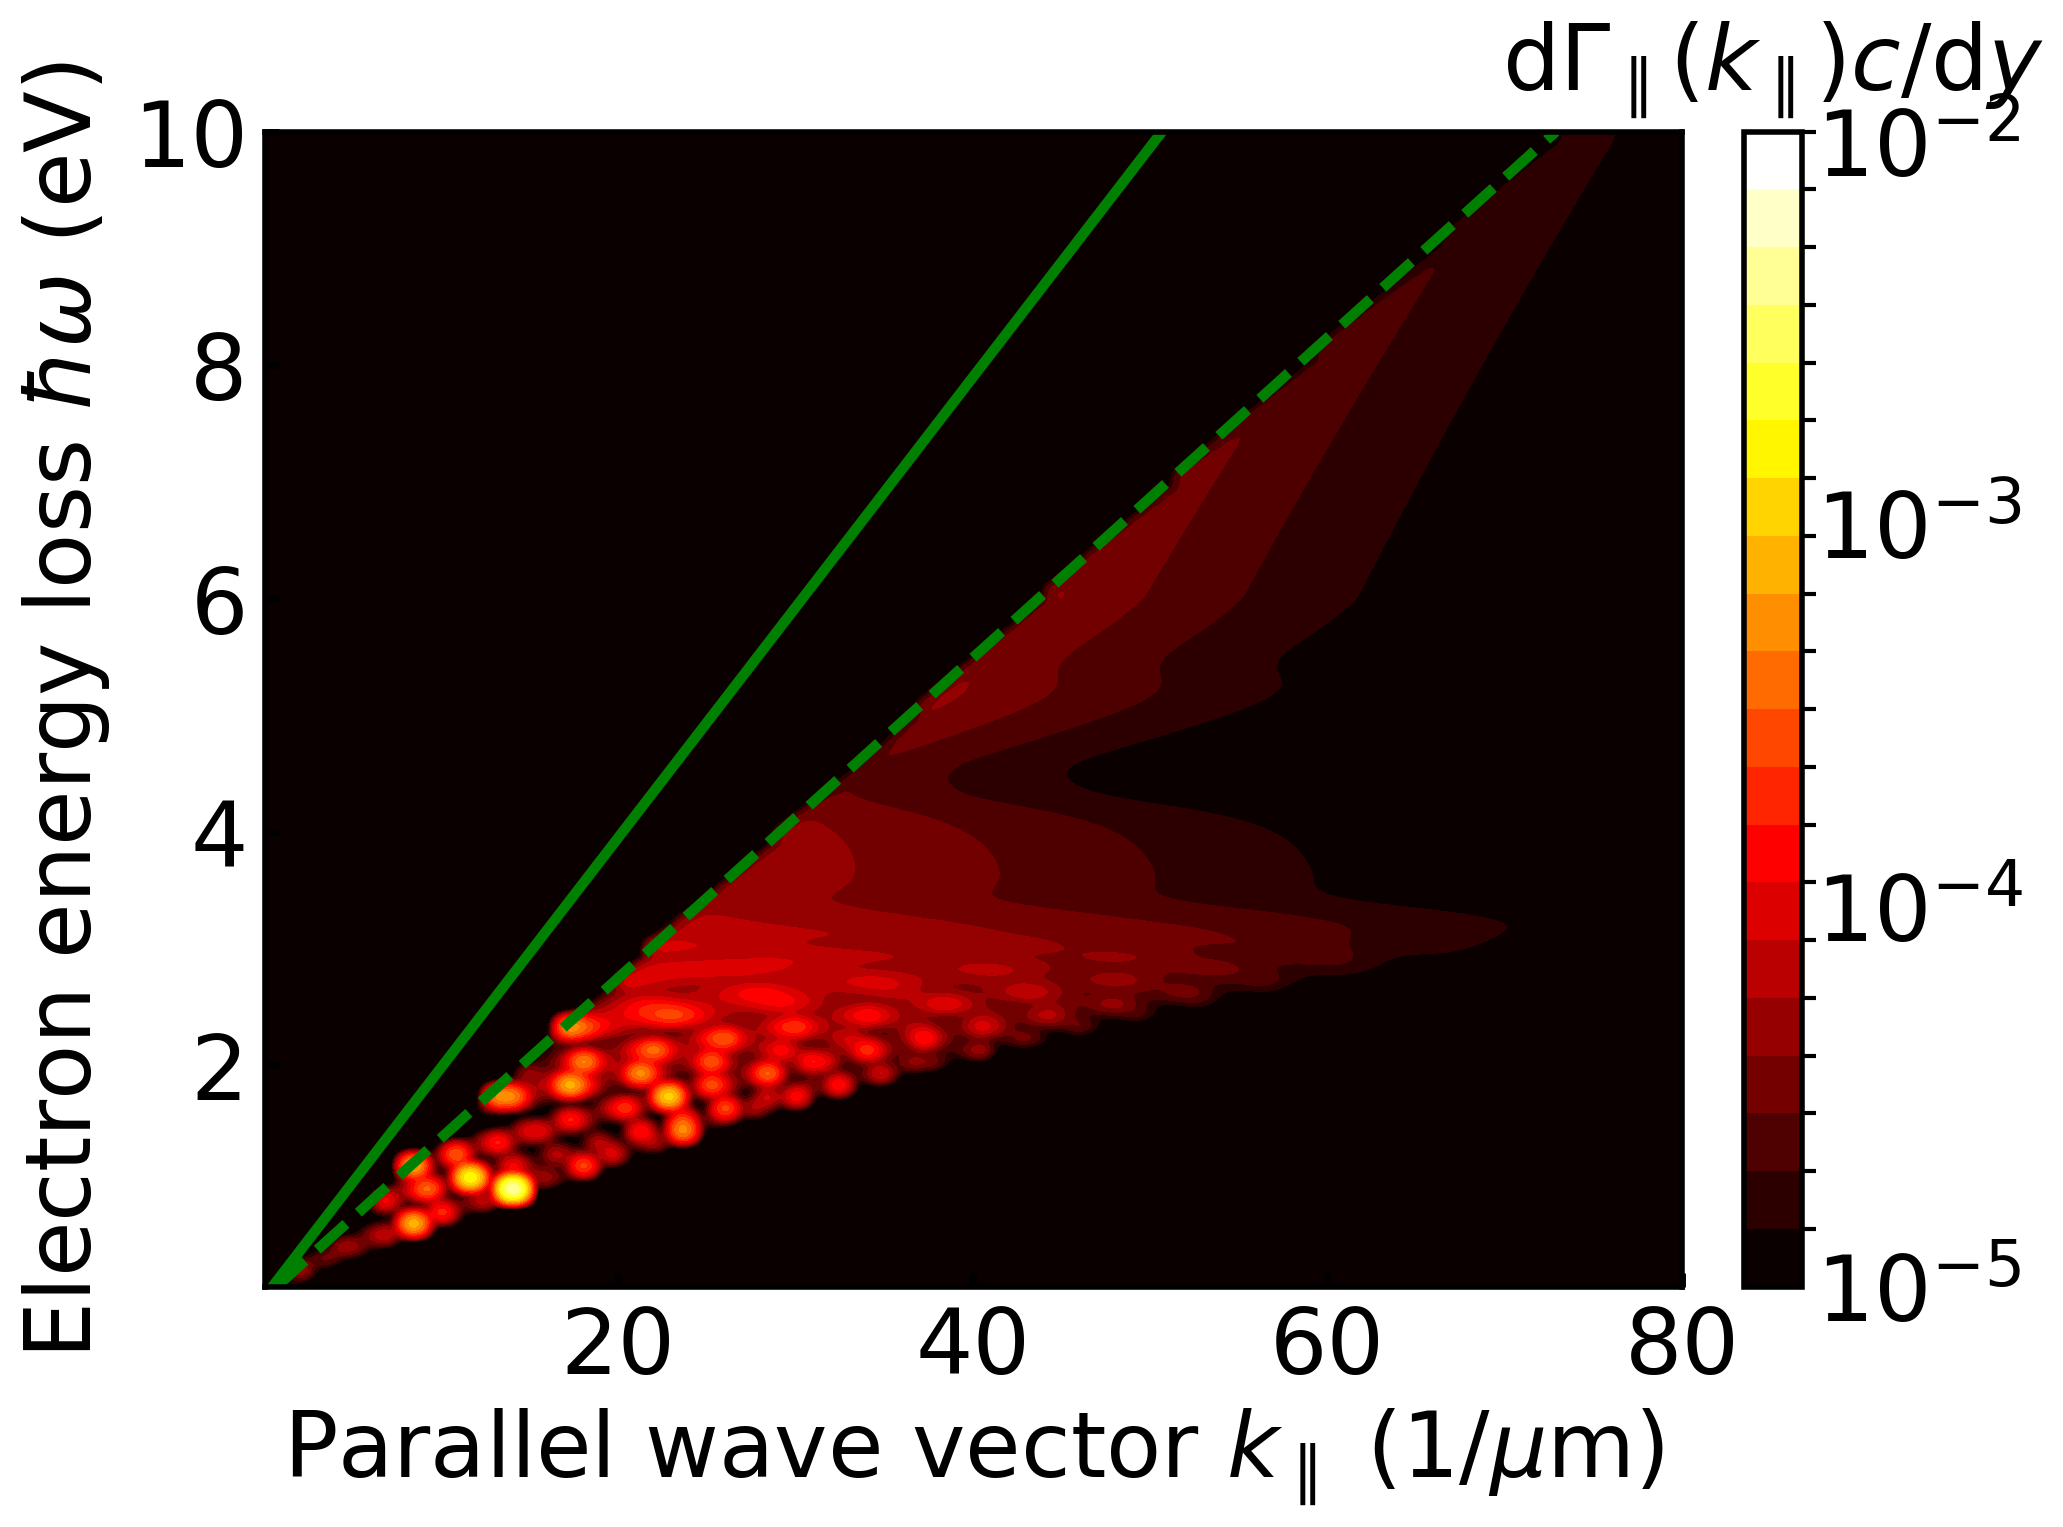 dΓ∥(k∥)c/dy
Electron energy loss ħω (eV)
10
8
6
4
2
20 40 60 80
Parallel wave vector k∥ (1/μm)
10⁻²
10⁻³
10⁻⁴
10⁻⁵